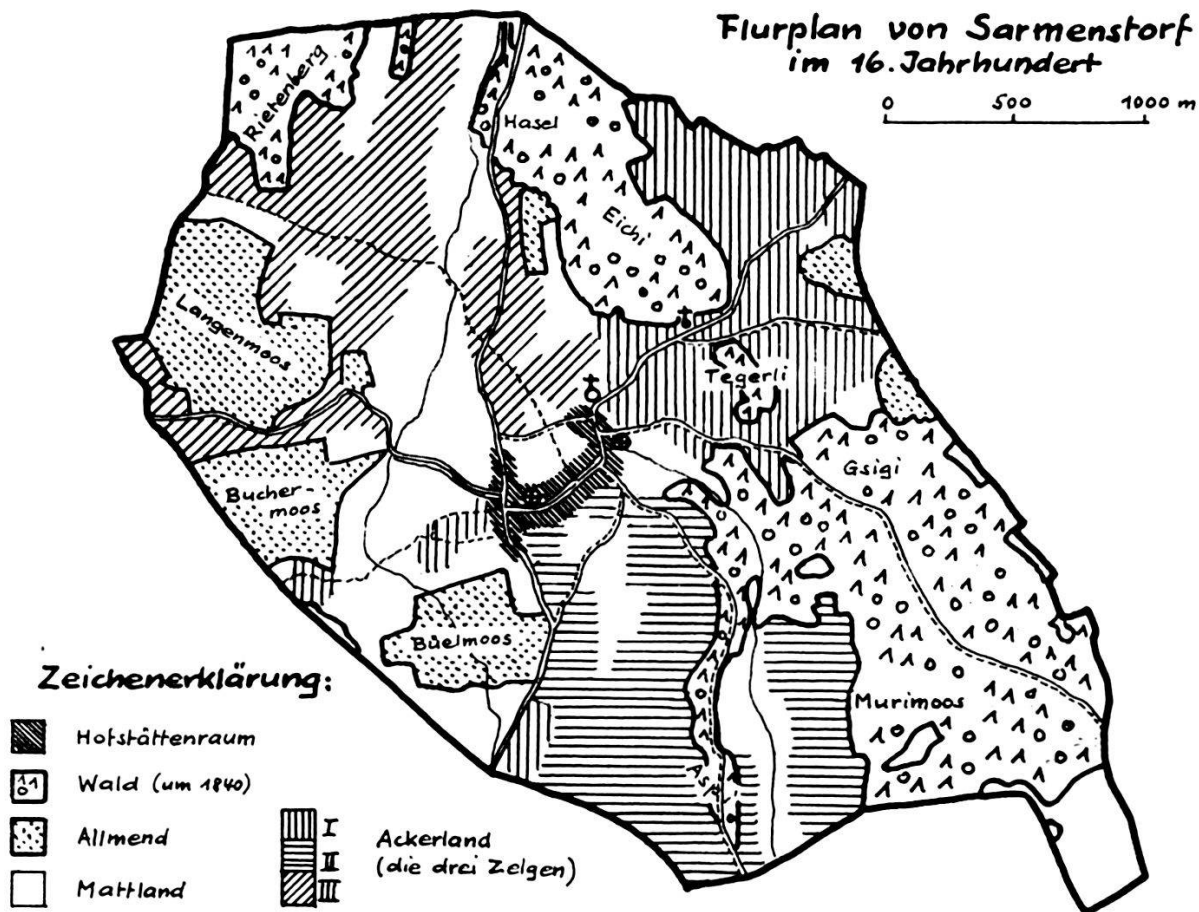 Flurplan von Sarmenstorf
im 16. Jahrhundert
0 500 1000 m
Rietenberg
Hasel
Eichi
Langenmoos
Tegerli
Gsigi
Bucher-
moos
Büelmoos
Murimoos
Zeichenerklärung:
Hofstättenraum
Wald (um 1840)
Allmend
Mattland
I
II
III
Ackerland
(die drei Zelgen)